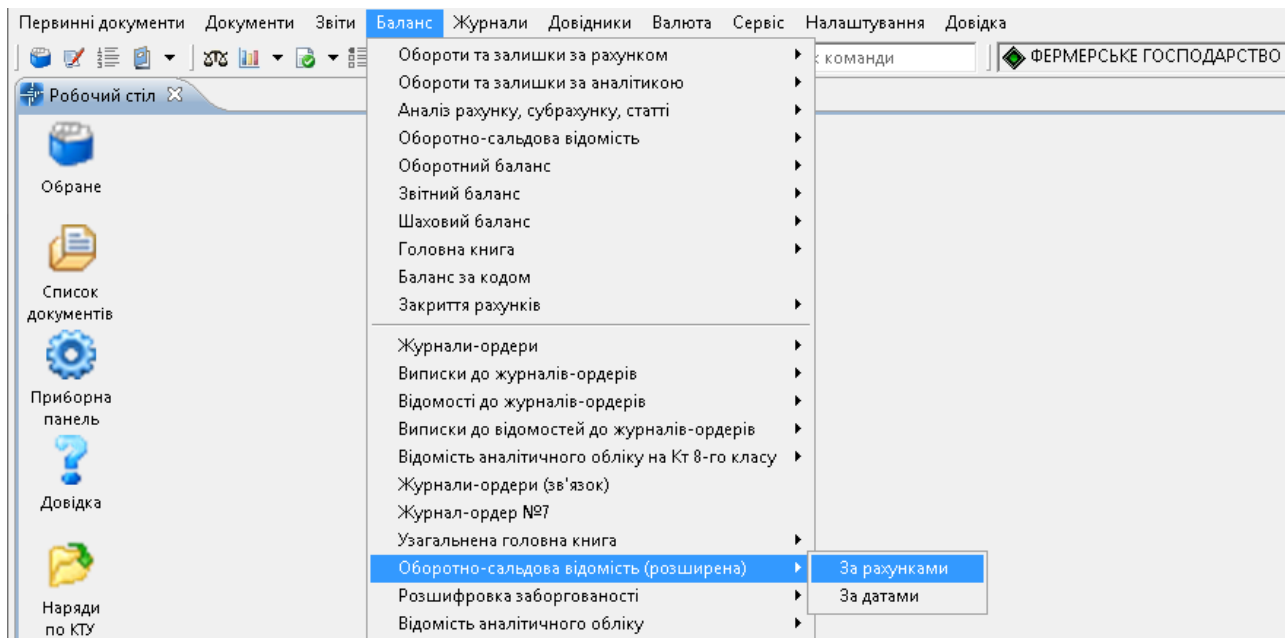 Первинні документи Документи Звіти Баланс Журнали Довідники Валюта Сервіс Налаштування Довідка
команди
ФЕРМЕРСЬКЕ ГОСПОДАРСТВО
Робочий стіл
Обране
Список
документів
Приборна
панель
Довідка
Наряди
по КТУ
Обороти та залишки за рахунком
Обороти та залишки за аналітикою
Аналіз рахунку, субрахунку, статті
Оборотно-сальдова відомість
Оборотний баланс
Звітний баланс
Шаховий баланс
Головна книга
Баланс за кодом
Закриття рахунків
Журнали-ордери
Виписки до журналів-ордерів
Відомості до журналів-ордерів
Виписки до відомостей до журналів-ордерів
Відомість аналітичного обліку на Кт 8-го класу
Журнали-ордери (зв'язок)
Журнал-ордер №7
Узагальнена головна книга
Оборотно-сальдова відомість (розширена)
Розшифровка заборгованості
Відомість аналітичного обліку
За рахунками
За датами